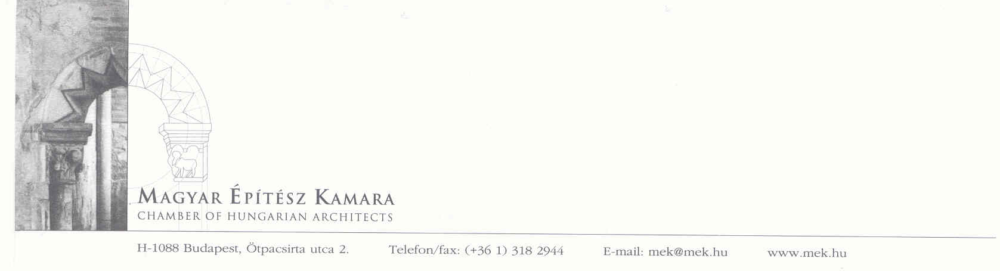 MAGYAR ÉPÍTÉSZ KAMARA
CHAMBER OF HUNGARIAN ARCHITECTS
H-1088 Budapest, Ötpacsirta utca 2. Telefon/fax: (+36 1) 318 2944 E-mail: mek@mek.hu www.mek.hu